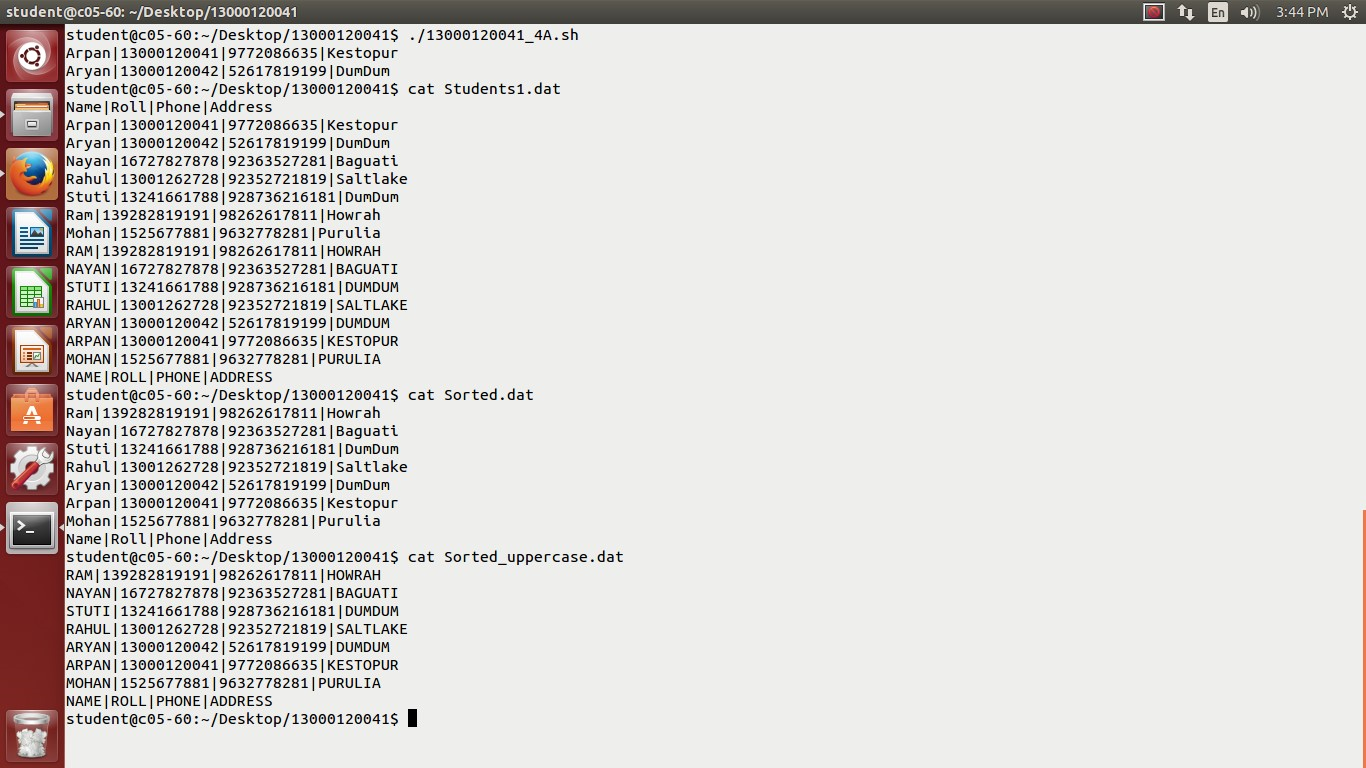 student@c05-60: ~/Desktop/13000120041
En
3:44 PM
student@c05-60:~/Desktop/13000120041$ ./13000120041_4A.sh
Arpan|13000120041|9772086635|Kestopur
Aryan|13000120042|52617819199|DumDum
student@c05-60:~/Desktop/13000120041$ cat Students1.dat
Name|Roll|Phone|Address
Arpan|13000120041|9772086635|Kestopur
Aryan|13000120042|52617819199|DumDum
Nayan|16727827878|92363527281|Baguati
Rahul|13001262728|92352721819|Saltlake
Stuti|13241661788|928736216181|DumDum
Ram|139282819191|98262617811|Howrah
Mohan|1525677881|9632778281|Purulia
RAM|139282819191|98262617811|HOWRAH
NAYAN|16727827878|92363527281|BAGUATI
STUTI|13241661788|928736216181|DUMDUM
RAHUL|13001262728|92352721819|SALTLAKE
ARYAN|13000120042|52617819199|DUMDUM
ARPAN|13000120041|9772086635|KESTOPUR
MOHAN|1525677881|9632778281|PURULIA
NAME|ROLL|PHONE|ADDRESS
student@c05-60:~/Desktop/13000120041$ cat Sorted.dat
Ram|139282819191|98262617811|Howrah
Nayan|16727827878|92363527281|Baguati
Stuti|13241661788|928736216181|DumDum
Rahul|13001262728|92352721819|Saltlake
Aryan|13000120042|52617819199|DumDum
Arpan|13000120041|9772086635|Kestopur
Mohan|1525677881|9632778281|Purulia
Name|Roll|Phone|Address
student@c05-60:~/Desktop/13000120041$ cat Sorted_uppercase.dat
RAM|139282819191|98262617811|HOWRAH
NAYAN|16727827878|92363527281|BAGUATI
STUTI|13241661788|928736216181|DUMDUM
RAHUL|13001262728|92352721819|SALTLAKE
ARYAN|13000120042|52617819199|DUMDUM
ARPAN|13000120041|9772086635|KESTOPUR
MOHAN|1525677881|9632778281|PURULIA
NAME|ROLL|PHONE|ADDRESS
student@c05-60:~/Desktop/13000120041$